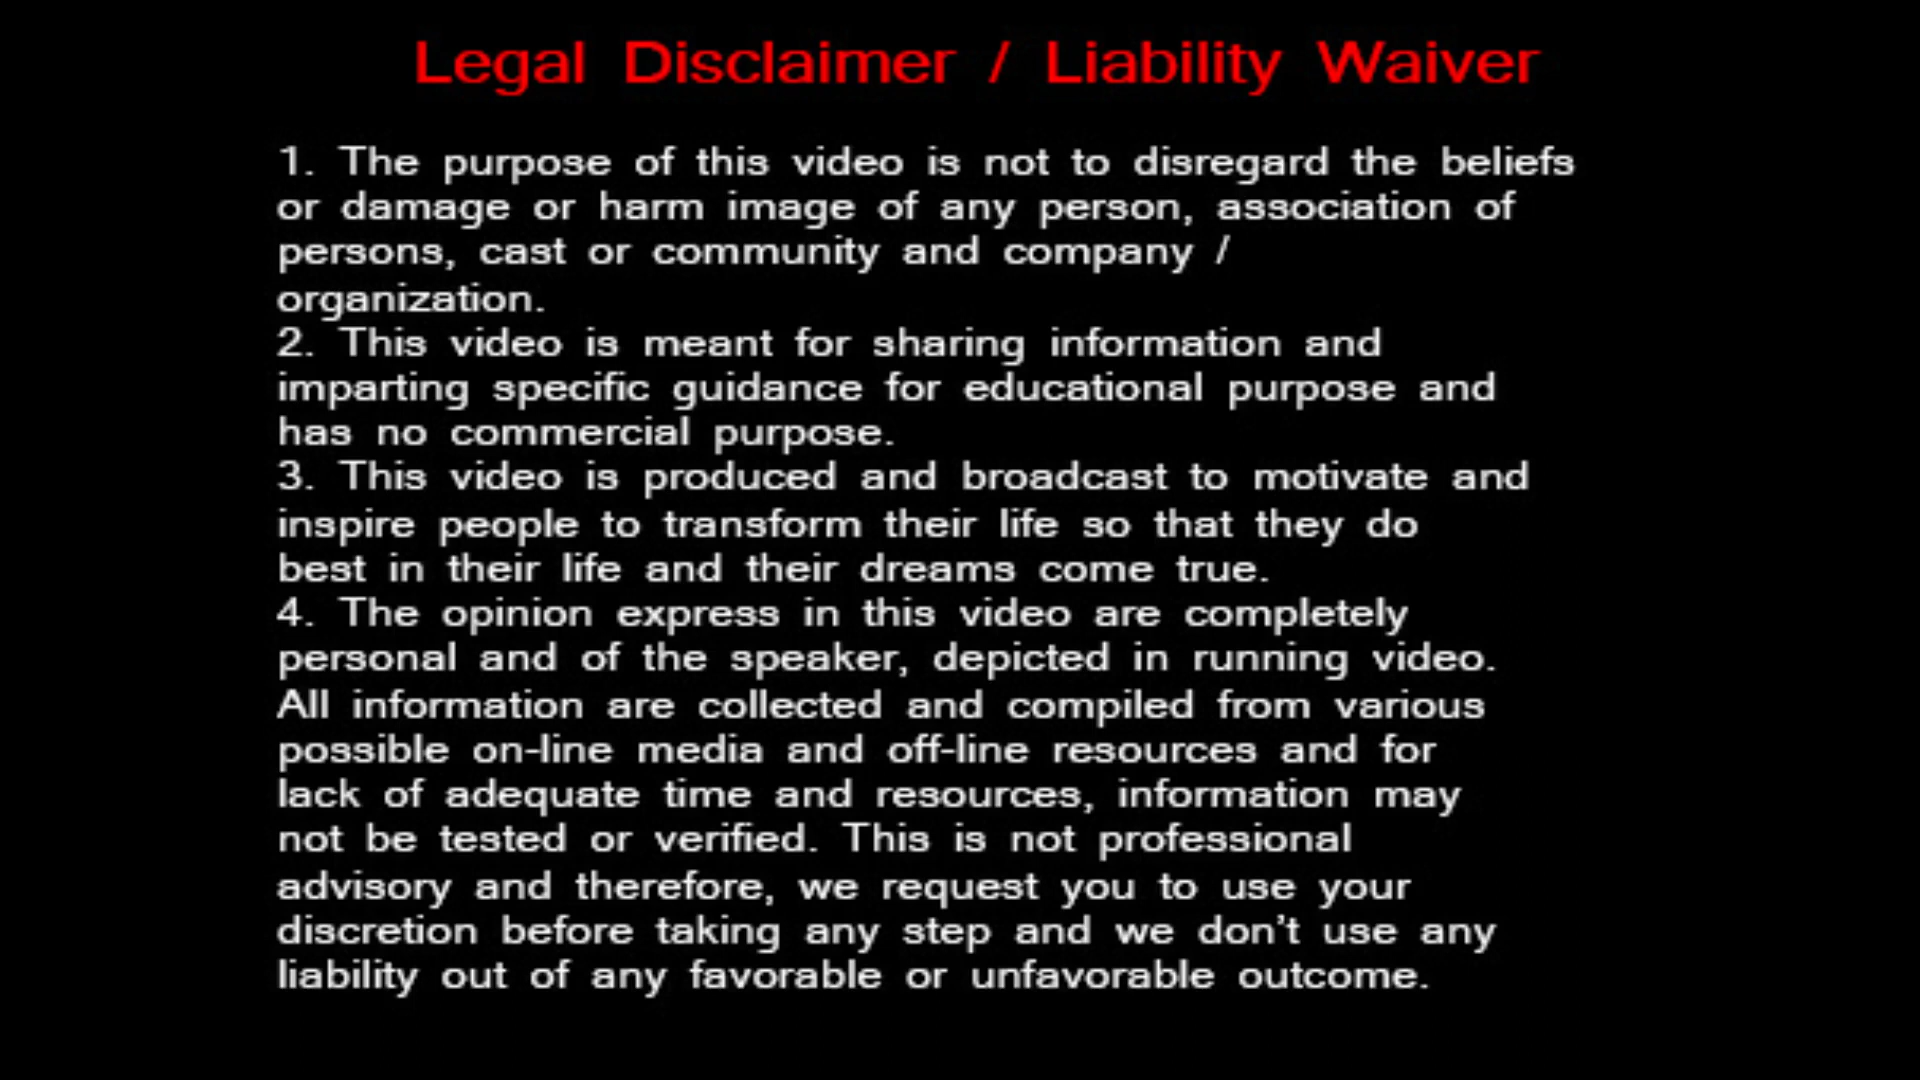 Legal Disclaimer / Liability Waiver
1. The purpose of this video is not to disregard the beliefs
or damage or harm image of any person, association of
persons, cast or community and company /
organization.
2. This video is meant for sharing information and
imparting specific guidance for educational purpose and
has no commercial purpose.
3. This video is produced and broadcast to motivate and
inspire people to transform their life so that they do
best in their life and their dreams come true.
4. The opinion express in this video are completely
personal and of the speaker, depicted in running video.
All information are collected and compiled from various
possible on-line media and off-line resources and for
lack of adequate time and resources, information may
not be tested or verified. This is not professional
advisory and therefore, we request you to use your
discretion before taking any step and we don't use any
liability out of any favorable or unfavorable outcome.